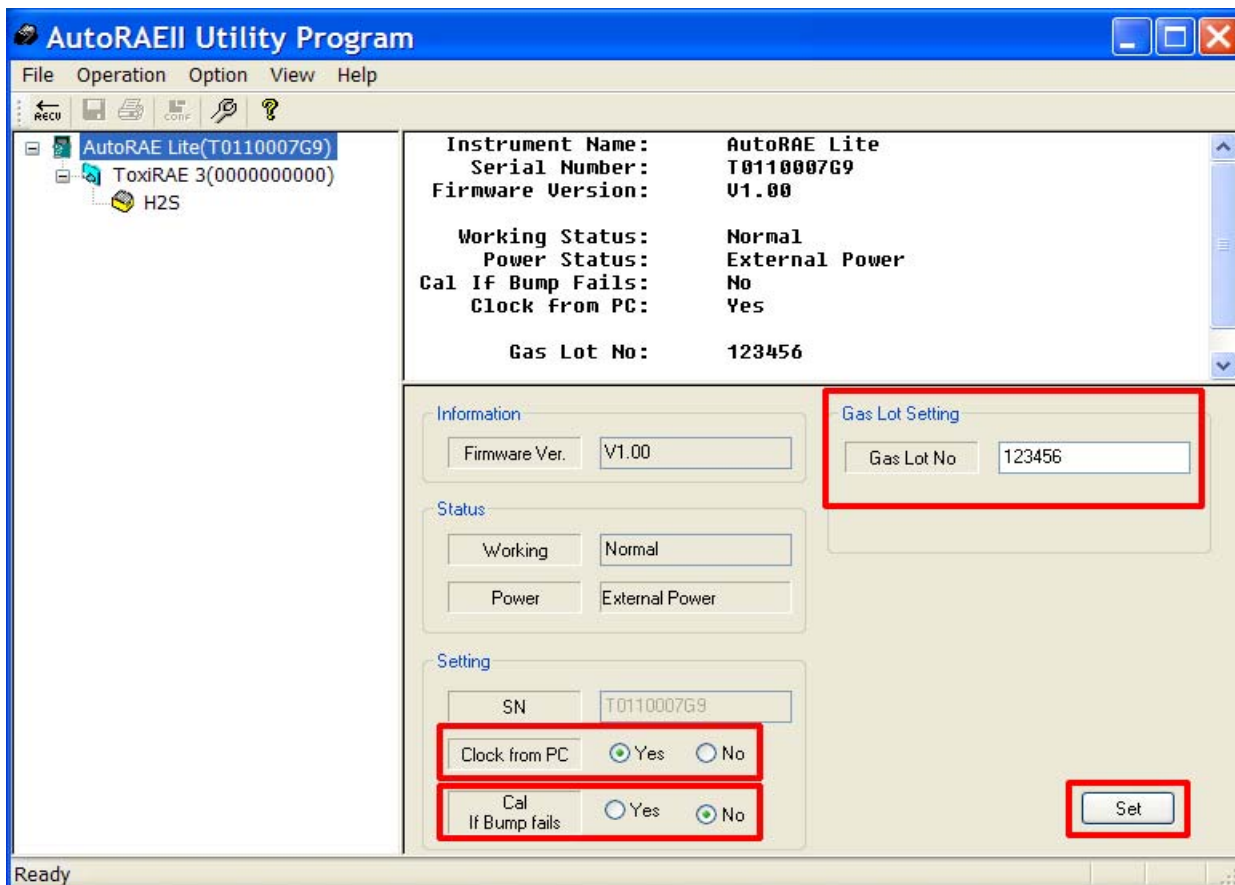 AutoRAEII Utility Program
File Operation Option View Help
RECV CONF ?
AutoRAE Lite(T0110007G9)
ToxiRAE 3(0000000000)
H2S
Instrument Name: AutoRAE Lite
Serial Number: T0110007G9
Firmware Version: V1.00
Working Status: Normal
Power Status: External Power
Cal If Bump Fails: No
Clock from PC: Yes
Gas Lot No: 123456
Information
Firmware Ver. V1.00
Status
Working Normal
Power External Power
Setting
SN T0110007G9
Clock from PC Yes No
Cal
If Bump fails Yes No
Gas Lot Setting
Gas Lot No 123456
Set
Ready